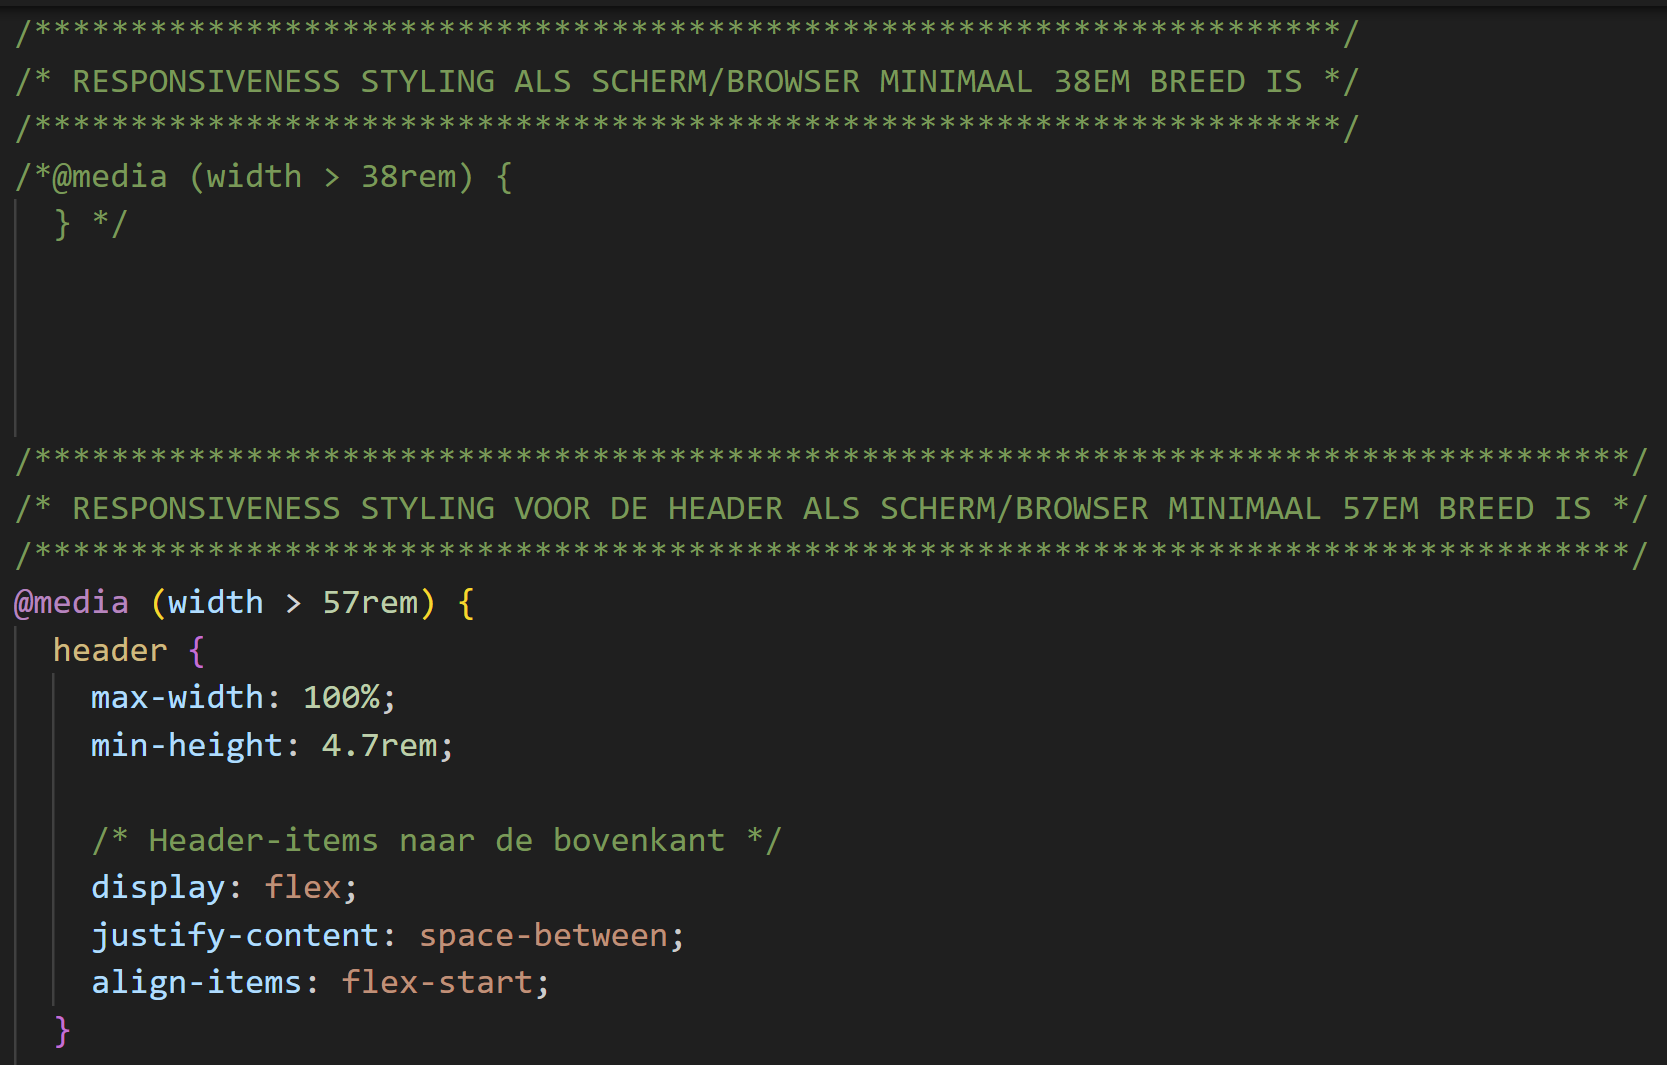 /********************************************************************/
/* RESPONSIVENESS STYLING ALS SCHERM/BROWSER MINIMAAL 38EM BREED IS */
/********************************************************************/
/*@media (width > 38rem) {
} */
/***********************************************************************************/
/* RESPONSIVENESS STYLING VOOR DE HEADER ALS SCHERM/BROWSER MINIMAAL 57EM BREED IS */
/***********************************************************************************/
@media (width > 57rem) {
header {
max-width: 100%;
min-height: 4.7rem;
/* Header-items naar de bovenkant */
display: flex;
justify-content: space-between;
align-items: flex-start;
}